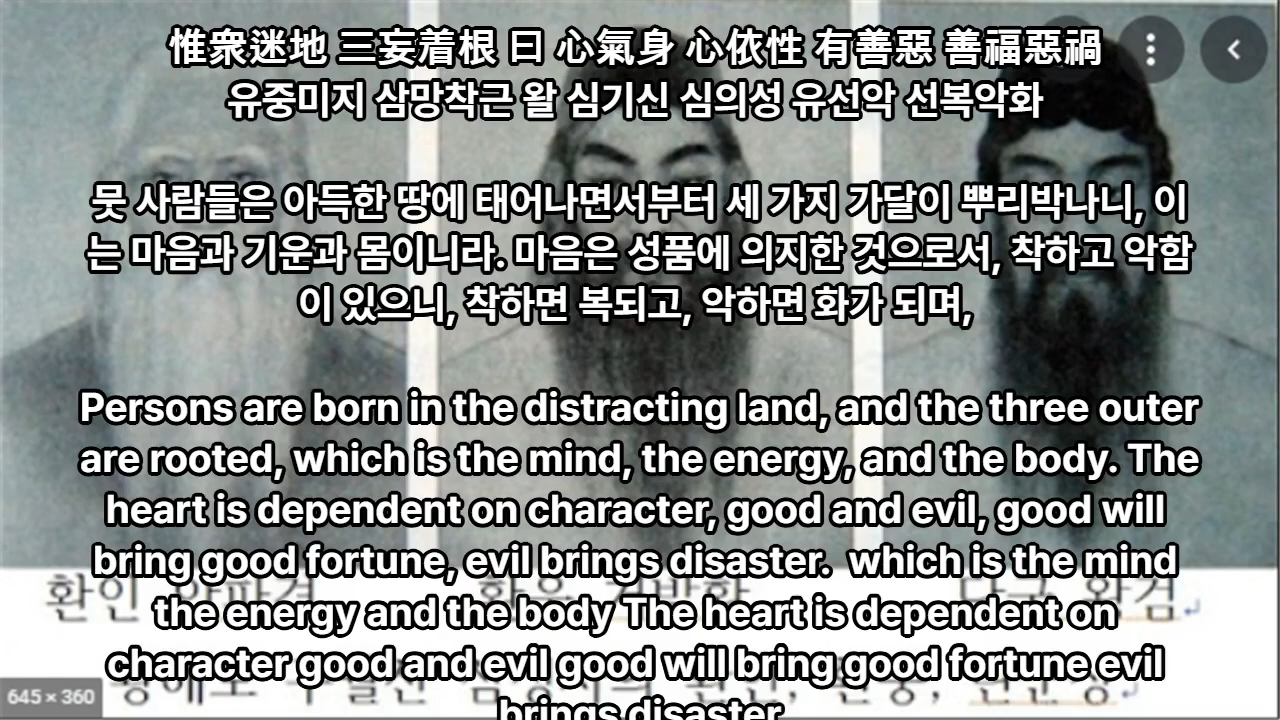 惟衆迷地 三妄着根 曰 心氣身 心依性 有善惡 善福惡禍
유중미지 삼망착근 왈 심기신 심의성 유선악 선복악화
뭇 사람들은 아득한 땅에 태어나면서부터 세 가지 가달이 뿌리박나니, 이
는 마음과 기운과 몸이니라. 마음은 성품에 의지한 것으로서, 착하고 악함
이 있으니, 착하면 복되고, 악하면 화가 되며,
Persons are born in the distracting land, and the three outer
are rooted, which is the mind, the energy, and the body. The
heart is dependent on character, good and evil, good will
bring good fortune, evil brings disaster. which is the mind
the energy and the body The heart is dependent on
character good and evil good will bring good fortune evil
brings disaster
환인
645 × 360